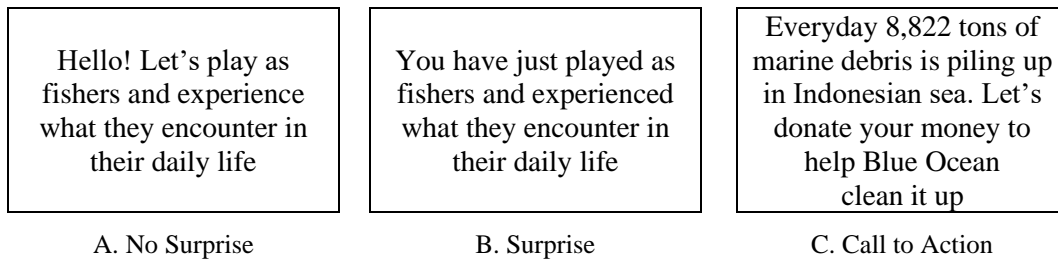 Hello! Let's play as
fishers and experience
what they encounter in
their daily life
A. No Surprise
You have just played as
fishers and experienced
what they encounter in
their daily life
B. Surprise
Everyday 8,822 tons of
marine debris is piling up
in Indonesian sea. Let's
donate your money to
help Blue Ocean
clean it up
C. Call to Action